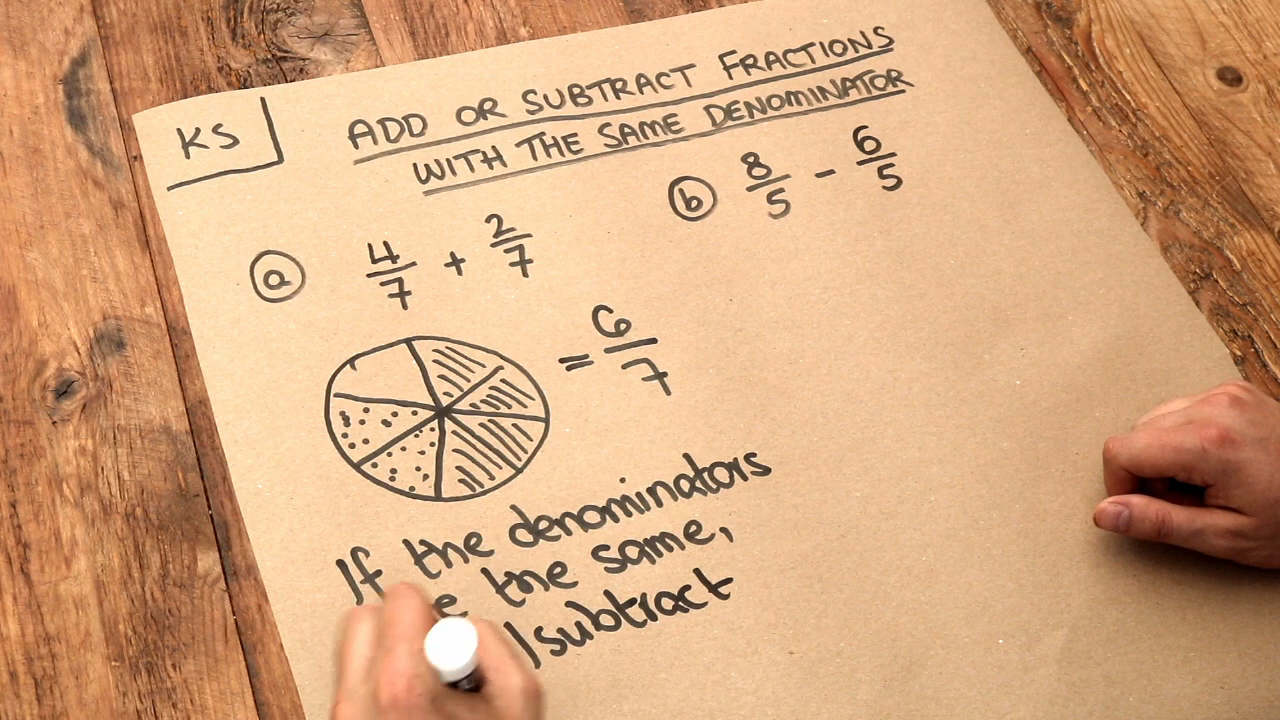 KS
ADD OR SUBTRACT FRACTIONS
WITH THE SAME DENOMINATOR
a 4/7 + 2/7
= 6/7
b 8/5 - 6/5
If the denominators
the same,
/subtract